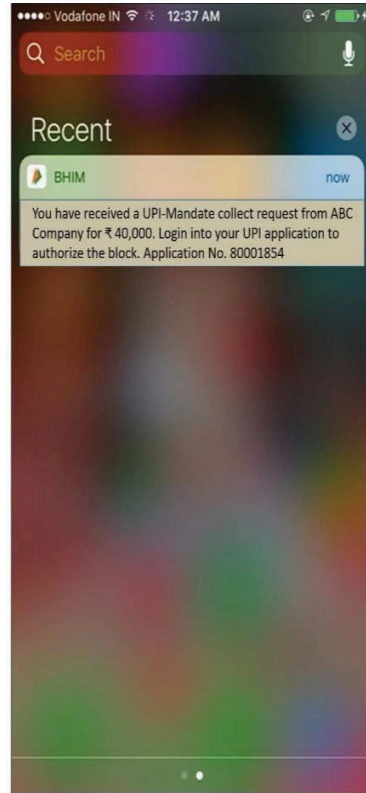 Vodafone IN 12:37 AM
Search
Recent
BHIM now
You have received a UPI-Mandate collect request from ABC
Company for ₹ 40,000. Login into your UPI application to
authorize the block. Application No. 80001854